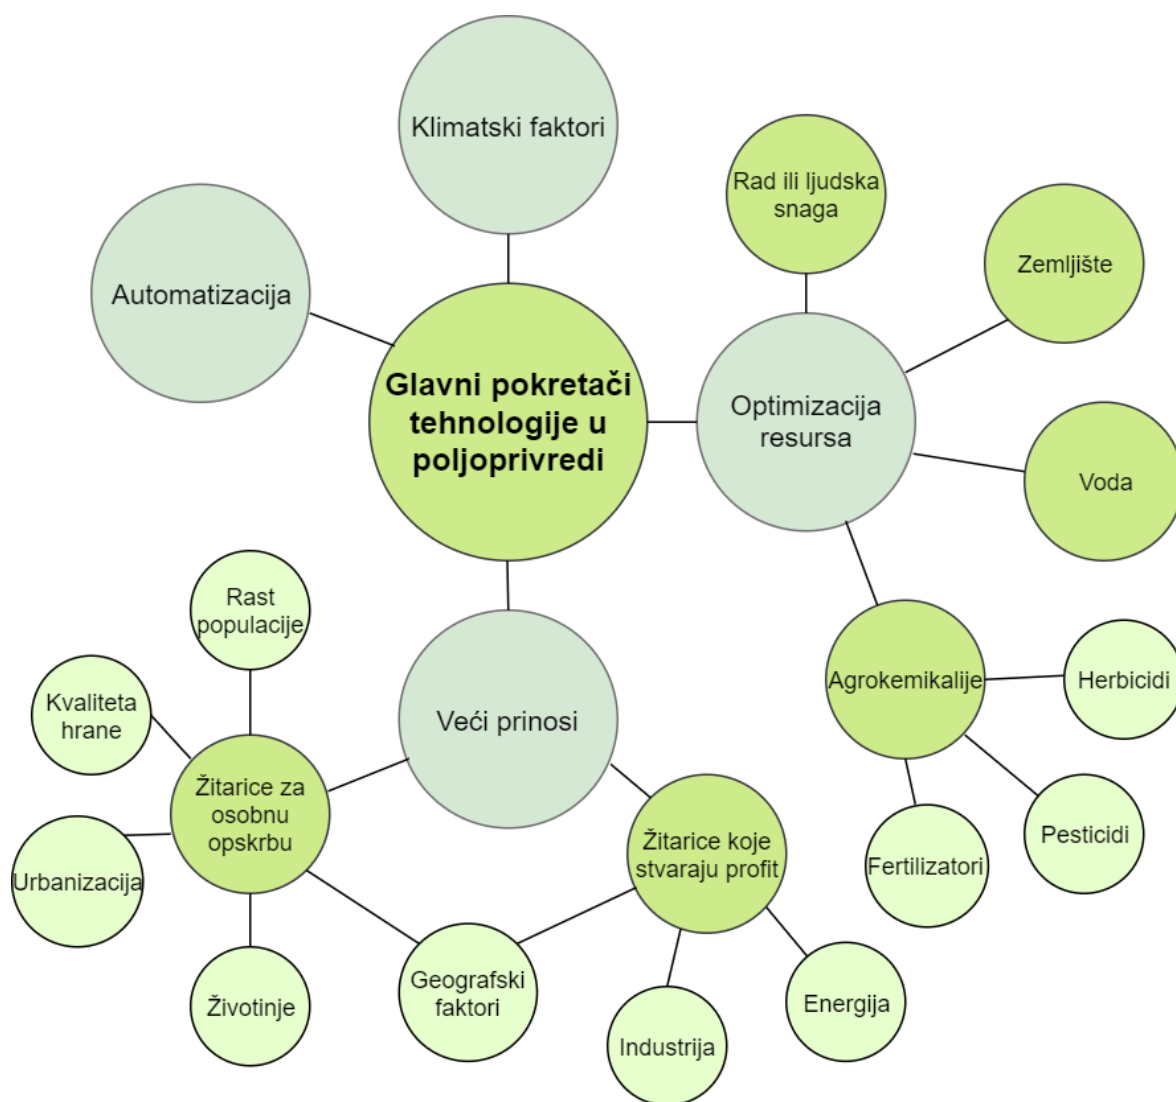 Klimatski faktori
Rad ili ljudska
snaga
Zemljište
Automatizacija
Glavni pokretači
tehnologije u
poljoprivredi
Optimizacija
resursa
Voda
Rast
populacije
Agrokemikalije
Herbicidi
Kvaliteta
hrane
Veći prinosi
Žitarice za
osobnu
opskrbu
Žitarice koje
stvaraju profit
Pesticidi
Fertilizatori
Urbanizacija
Geografski
faktori
Životinje
Energija
Industrija